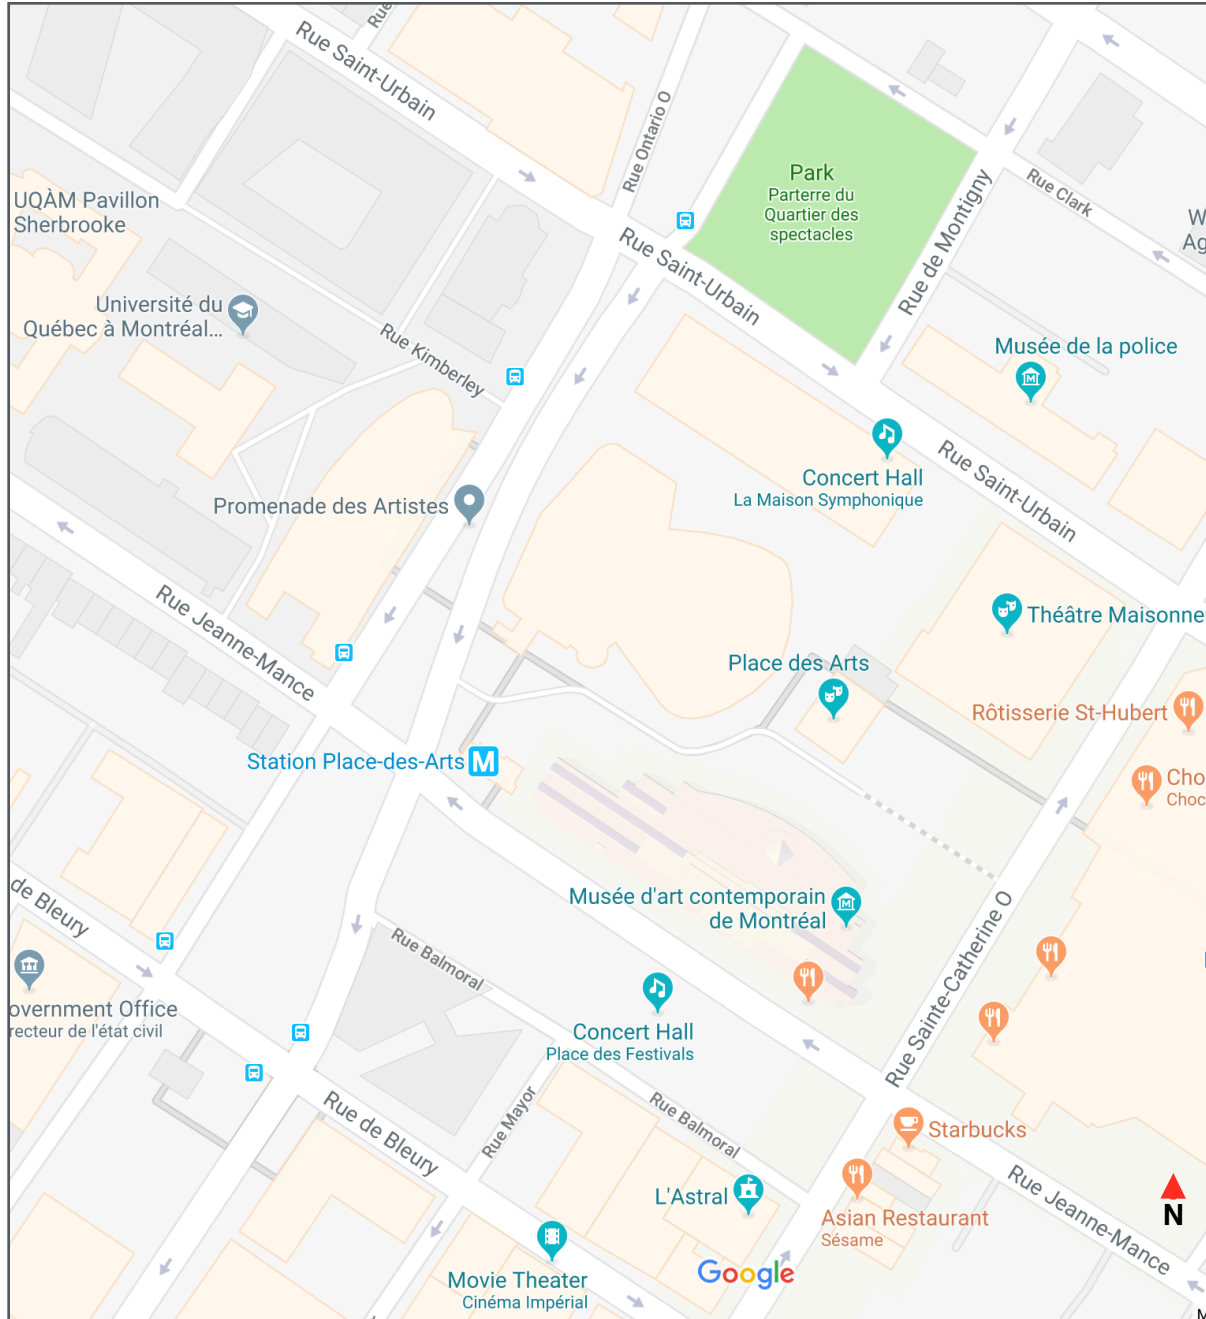 Rue
Rue Saint-Urbain
Rue Ontario O
Park
Parterre du
Quartier des
spectacles
Rue Clark
UQÀM Pavillon
Sherbrooke
Rue de Montigny
W
Ag
Rue Saint-Urbain
Université du
Québec à Montréal...
Rue Kimberley
Musée de la police
Concert Hall
La Maison Symphonique
Rue Saint-Urbain
Promenade des Artistes
Rue Jeanne-Mance
Théâtre Maisonne
Place des Arts
Rôtisserie St-Hubert
Station Place-des-Arts
M
Cho
Choc
de Bleury
Musée d'art contemporain
de Montréal
Rue Sainte-Catherine O
Rue Balmoral
overnment Office
recteur de l'état civil
Concert Hall
Place des Festivals
Rue de Bleury
Rue Mayor
Rue Balmoral
Starbucks
L'Astral
Asian Restaurant
Sésame
Rue Jeanne-Mance
N
Google
Movie Theater
Cinéma Impérial
M